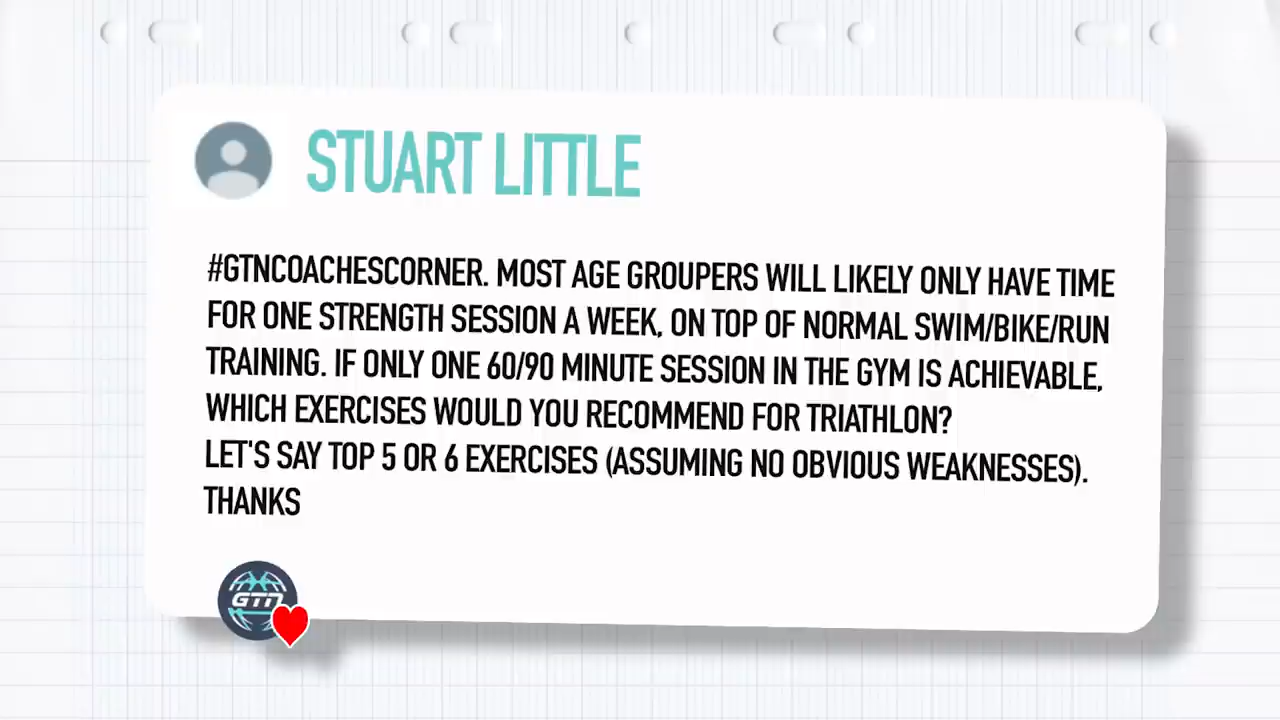 STUART LITTLE
#GTNCOACHESCORNER. MOST AGE GROUPERS WILL LIKELY ONLY HAVE TIME
FOR ONE STRENGTH SESSION A WEEK, ON TOP OF NORMAL SWIM/BIKE/RUN
TRAINING. IF ONLY ONE 60/90 MINUTE SESSION IN THE GYM IS ACHIEVABLE,
WHICH EXERCISES WOULD YOU RECOMMEND FOR TRIATHLON?
LET'S SAY TOP 5 OR 6 EXERCISES (ASSUMING NO OBVIOUS WEAKNESSES).
THANKS
GTN